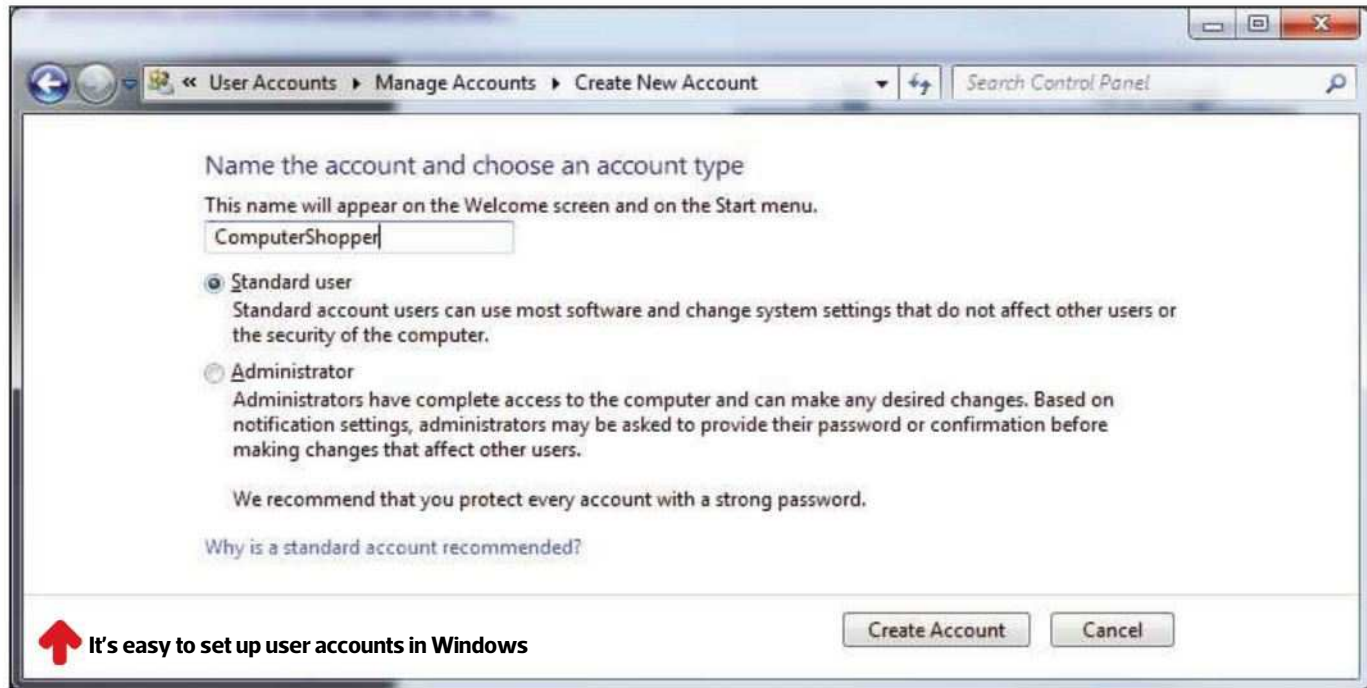 « User Accounts ▸ Manage Accounts ▸ Create New Account
Search Control Panel
Name the account and choose an account type
This name will appear on the Welcome screen and on the Start menu.
ComputerShopper
Standard user
Standard account users can use most software and change system settings that do not affect other users or
the security of the computer.
Administrator
Administrators have complete access to the computer and can make any desired changes. Based on
notification settings, administrators may be asked to provide their password or confirmation before
making changes that affect other users.
We recommend that you protect every account with a strong password.
Why is a standard account recommended?
It's easy to set up user accounts in Windows
Create Account
Cancel